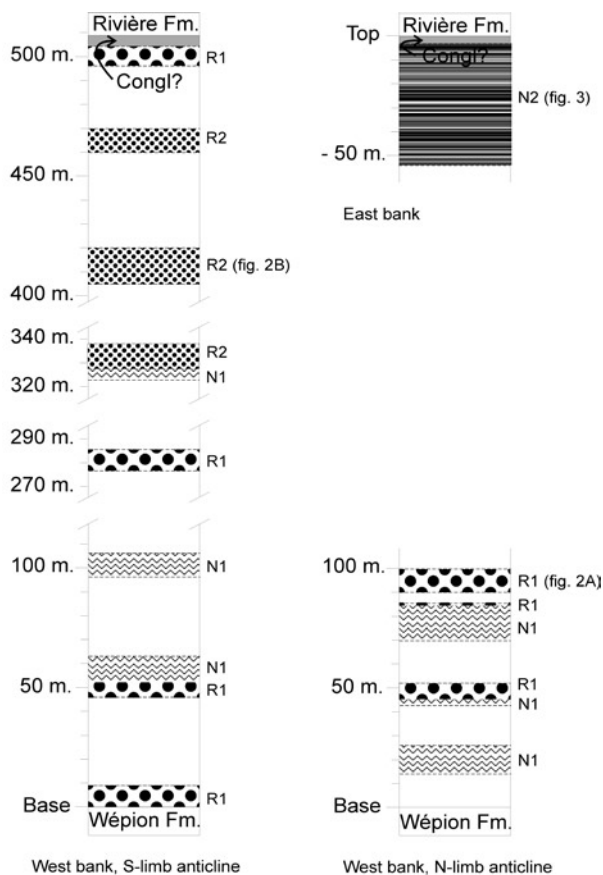 Rivière Fm.
500 m.
R1
Congl?
R2
450 m.
R2 (fig. 2B)
400 m.
340 m.
R2
N1
320 m.
290 m.
R1
270 m.
100 m.
N1
N1
50 m.
R1
Base
R1
Wépion Fm.
West bank, S-limb anticline
Rivière Fm.
Top
Congl?
N2 (fig. 3)
- 50 m.
East bank
100 m.
R1 (fig. 2A)
R1
N1
50 m.
R1
N1
N1
Base
Wépion Fm.
West bank, N-limb anticline